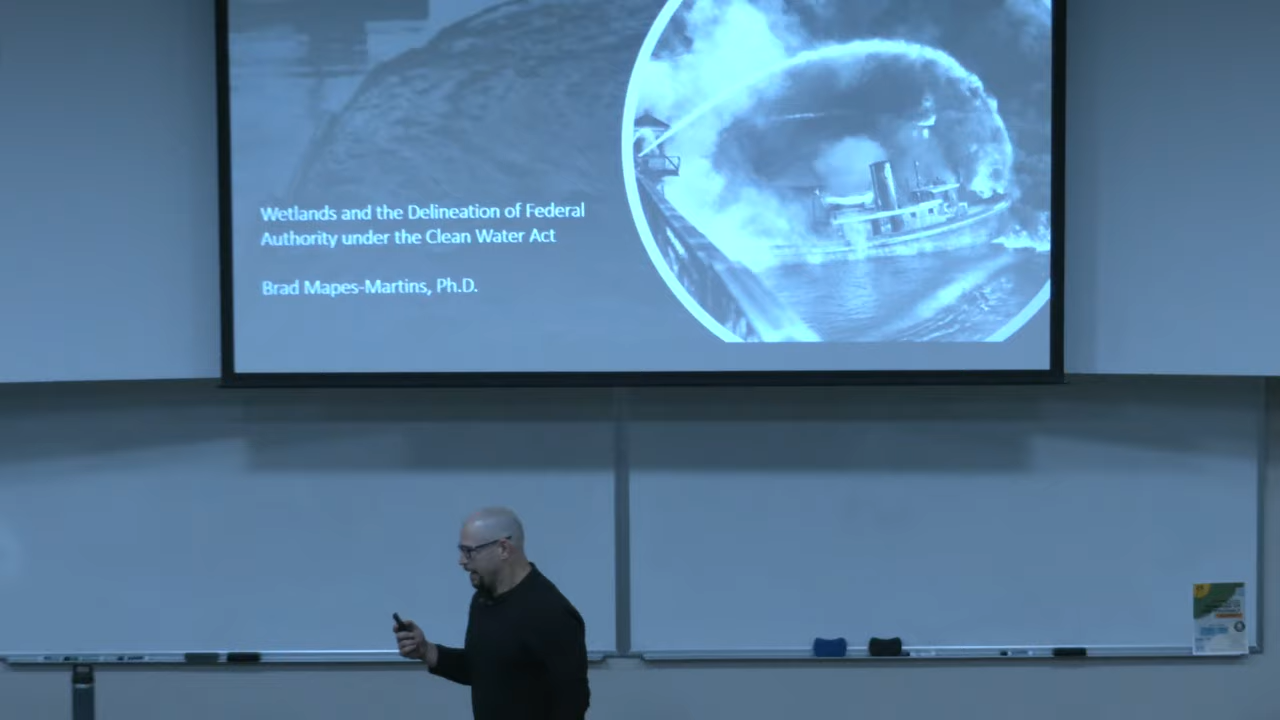 Wetlands and the Delineation of Federal
Authority under the Clean Water Act
Brad Mapes-Martins, Ph.D.